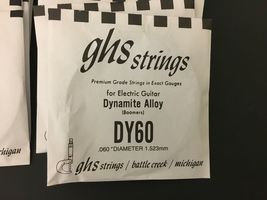 ghs strings
Premium Grade Strings in Exact Gauges
for Electric Guitar
Dynamite Alloy
(Boomers)
DY60
.060 "DIAMETER 1.523mm
ghs strings / battle creek / michigan
higan